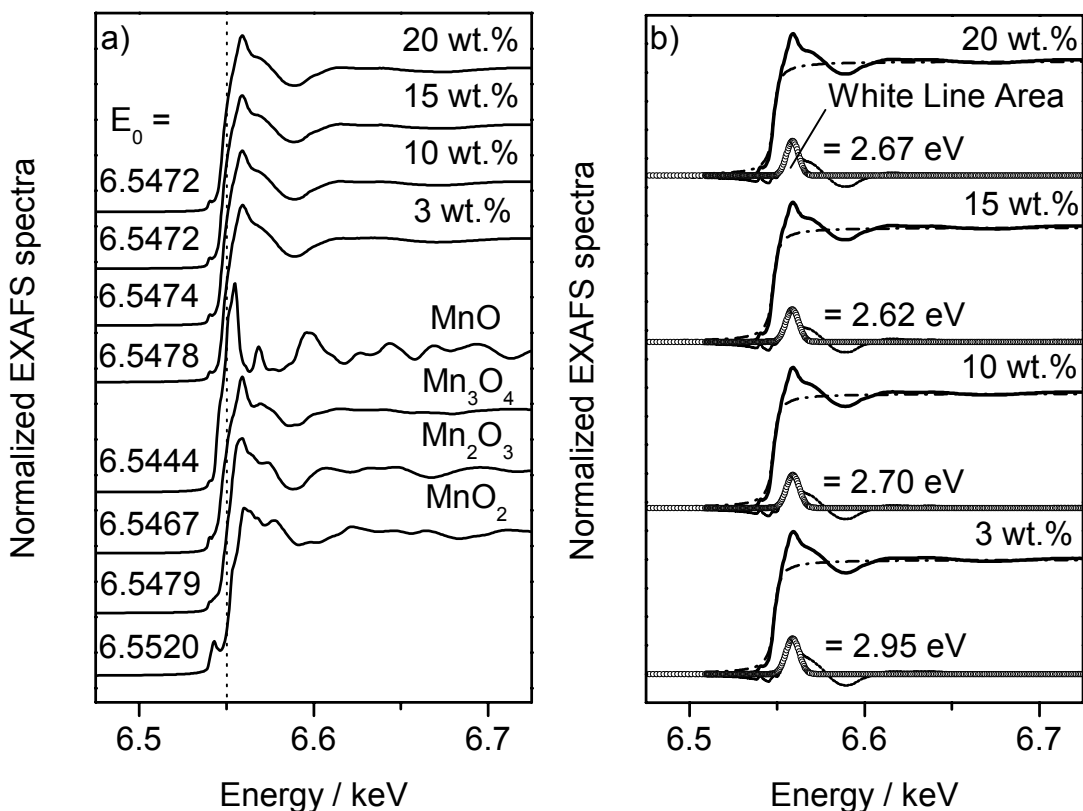 a)
20 wt.%
15 wt.%
E₀ =
10 wt.%
6.5472
3 wt.%
6.5472
6.5474
MnO
6.5478
Mn₃O₄
6.5444
Mn₂O₃
6.5467
MnO₂
6.5479
6.5520
6.5 6.6 6.7
Energy / keV
Normalized EXAFS spectra
b)
20 wt.%
White Line Area
= 2.67 eV
15 wt.%
= 2.62 eV
10 wt.%
= 2.70 eV
3 wt.%
= 2.95 eV
6.5 6.6 6.7
Energy / keV
Normalized EXAFS spectra